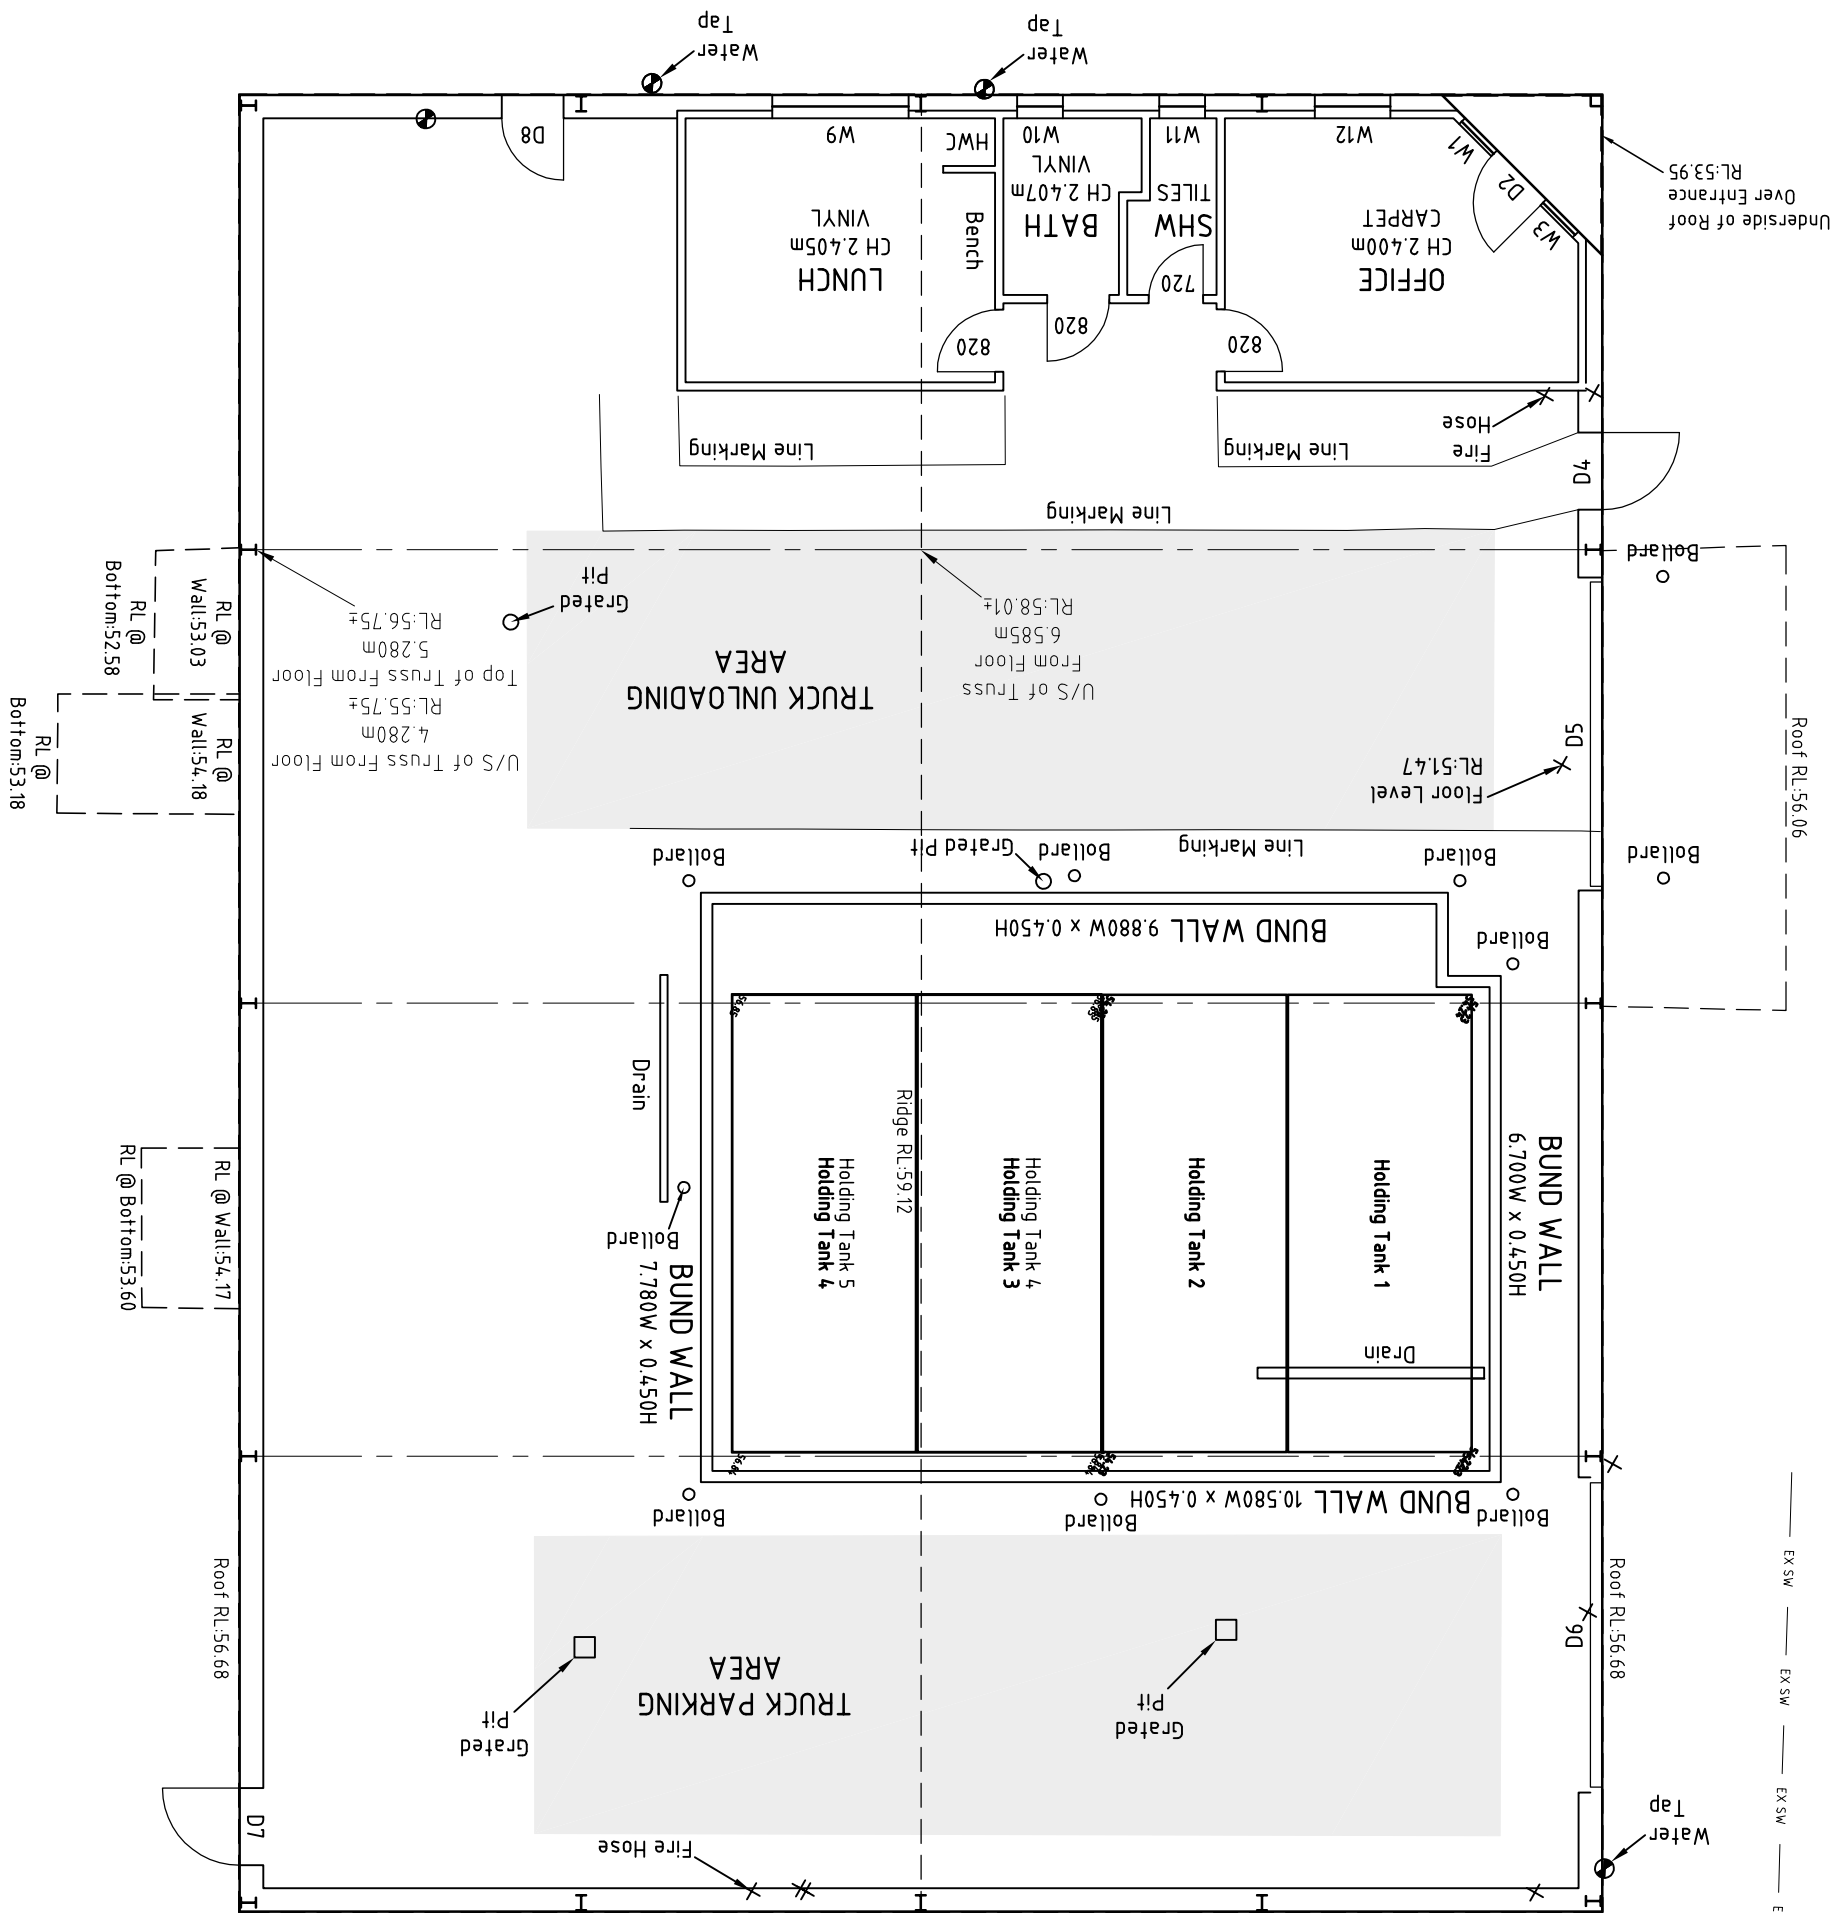 Water
Tap
Water
Tap
D8
W9
HWC
W10
W11
W12
W1
D2
W3
Underside of Roof
Over Entrance
RL:53.95
LUNCH
CH 2.405m
VINYL
Bench
BATH
CH 2.407m
VINYL
SHW
TILES
OFFICE
CH 2.400m
CARPET
820
820
720
820
Line Marking
Line Marking
Fire
Hose
D4
Line Marking
Bollard
RL @
Wall:53.03
RL @
Bottom:52.58
RL @
Wall:54.18
RL @
Bottom:53.18
Top of Truss From Floor
5.280m
RL:56.75±
U/S of Truss From Floor
4.280m
RL:55.75±
Grated
Pit
TRUCK UNLOADING
AREA
U/S of Truss
From Floor
6.585m
RL:58.01±
D5
Floor Level
RL:51.47
Roof RL:56.06
Line Marking
Bollard
Grated Pit
Bollard
Bollard
Bollard
Bollard
BUND WALL 9.880W x 0.450H
56.85
Drain
Ridge RL:59.12
Holding Tank 5
Holding Tank 4
Holding Tank 4
Holding Tank 3
Holding Tank 2
Holding Tank 1
BUND WALL
6.700W x 0.450H
RL @ Wall:54.17
RL @ Bottom:53.60
Bollard
BUND WALL
7.780W x 0.450H
Drain
56.84
BUND WALL 10.580W x 0.450H
Bollard
Bollard
Bollard
Roof RL:56.68
Roof RL:56.68
D6
EX SW
EX SW
EX SW
E
TRUCK PARKING
AREA
Grated
Pit
Grated
Pit
D7
Fire Hose
Water
Tap